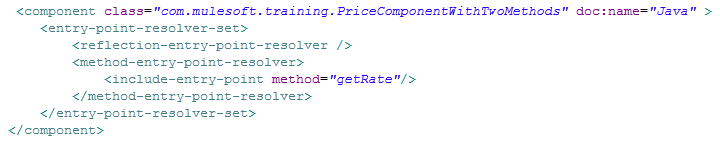 <component class="com.mulesoft.training.PriceComponentWithTwoMethods" doc:name="Java" >
<entry-point-resolver-set>
<reflection-entry-point-resolver />
<method-entry-point-resolver>
<include-entry-point method="getRate"/>
</method-entry-point-resolver>
</entry-point-resolver-set>
</component>